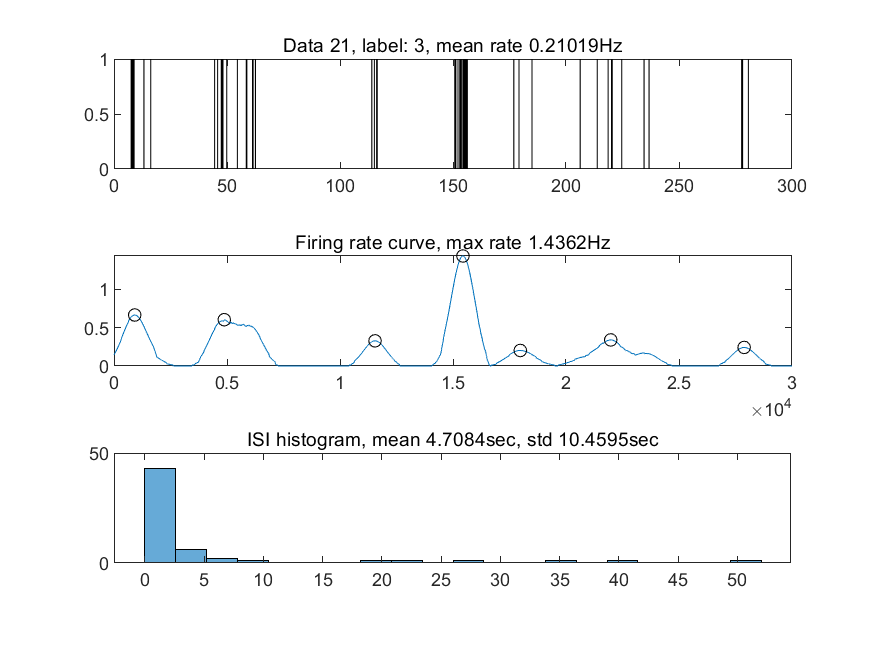 Data 21, label: 3, mean rate 0.21019Hz
1
0.5
0
0 50 100 150 200 250 300
Firing rate curve, max rate 1.4362Hz
1
0.5
0
0 0.5 1 1.5 2 2.5 3
×10^4
ISI histogram, mean 4.7084sec, std 10.4595sec
50
0
0 5 10 15 20 25 30 35 40 45 50